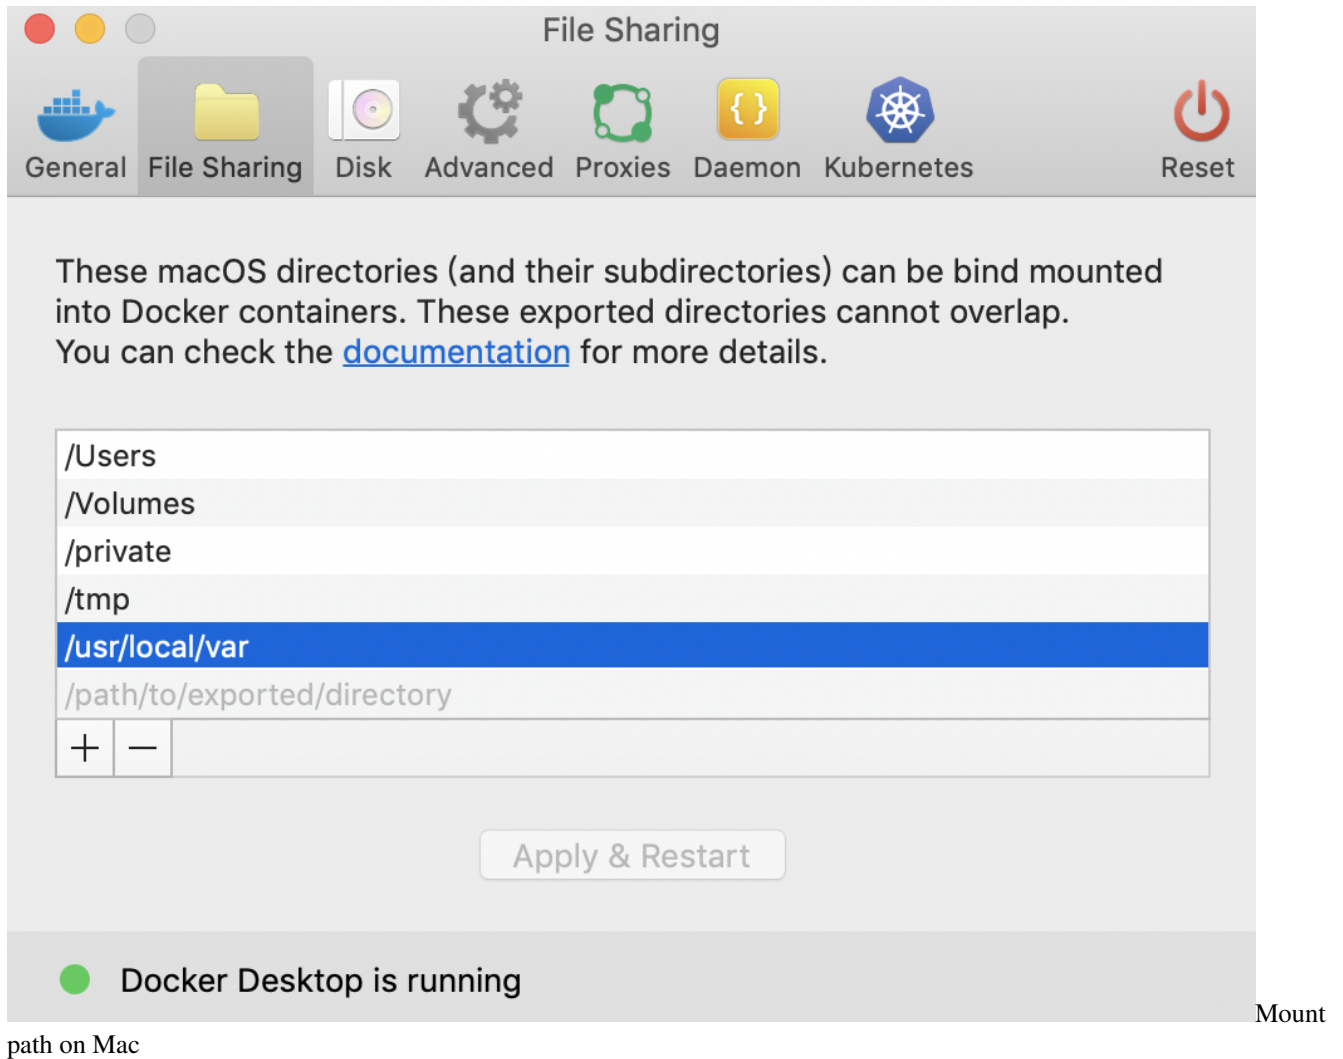 File Sharing
General File Sharing Disk Advanced Proxies { } Daemon Kubernetes Reset
These macOS directories (and their subdirectories) can be bind mounted
into Docker containers. These exported directories cannot overlap.
You can check the documentation for more details.
/Users
/Volumes
/private
/tmp
/usr/local/var
/path/to/exported/directory
Apply & Restart
Docker Desktop is running
Mount
path on Mac